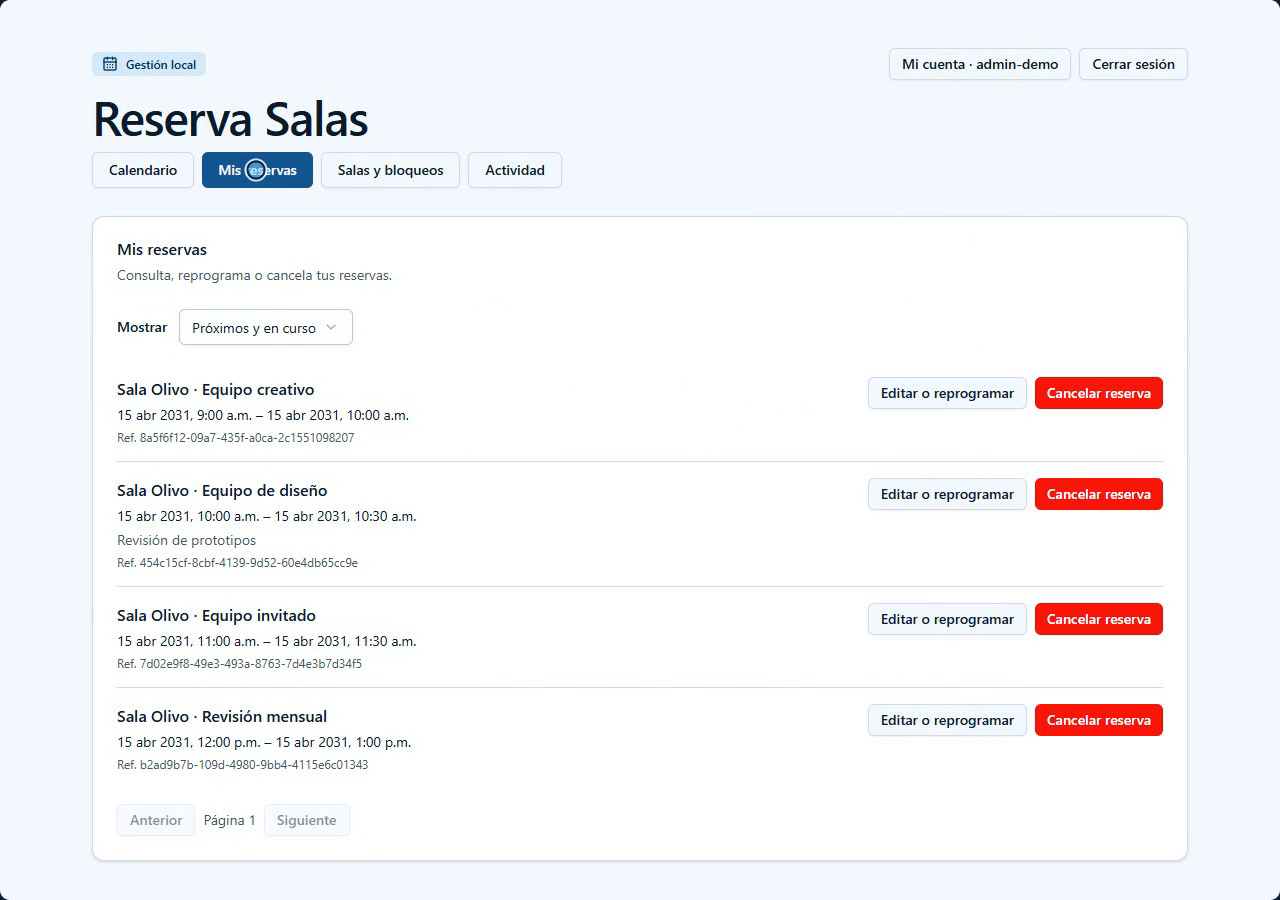 Gestión local
Mi cuenta · admin-demo
Cerrar sesión
Reserva Salas
Calendario
Mis reservas
Salas y bloqueos
Actividad
Mis reservas
Consulta, reprograma o cancela tus reservas.
Mostrar
Próximos y en curso
Sala Olivo · Equipo creativo
Editar o reprogramar
Cancelar reserva
15 abr 2031, 9:00 a.m. – 15 abr 2031, 10:00 a.m.
Ref. 8a5f6f12-09a7-435f-a0ca-2c1551098207
Sala Olivo · Equipo de diseño
Editar o reprogramar
Cancelar reserva
15 abr 2031, 10:00 a.m. – 15 abr 2031, 10:30 a.m.
Revisión de prototipos
Ref. 454c15cf-8cbf-4139-9d52-60e4db65cc9e
Sala Olivo · Equipo invitado
Editar o reprogramar
Cancelar reserva
15 abr 2031, 11:00 a.m. – 15 abr 2031, 11:30 a.m.
Ref. 7d02e9f8-49e3-493a-8763-7d4e3b7d34f5
Sala Olivo · Revisión mensual
Editar o reprogramar
Cancelar reserva
15 abr 2031, 12:00 p.m. – 15 abr 2031, 1:00 p.m.
Ref. b2ad9b7b-109d-4980-9bb4-4115e6c01343
Anterior
Página 1
Siguiente